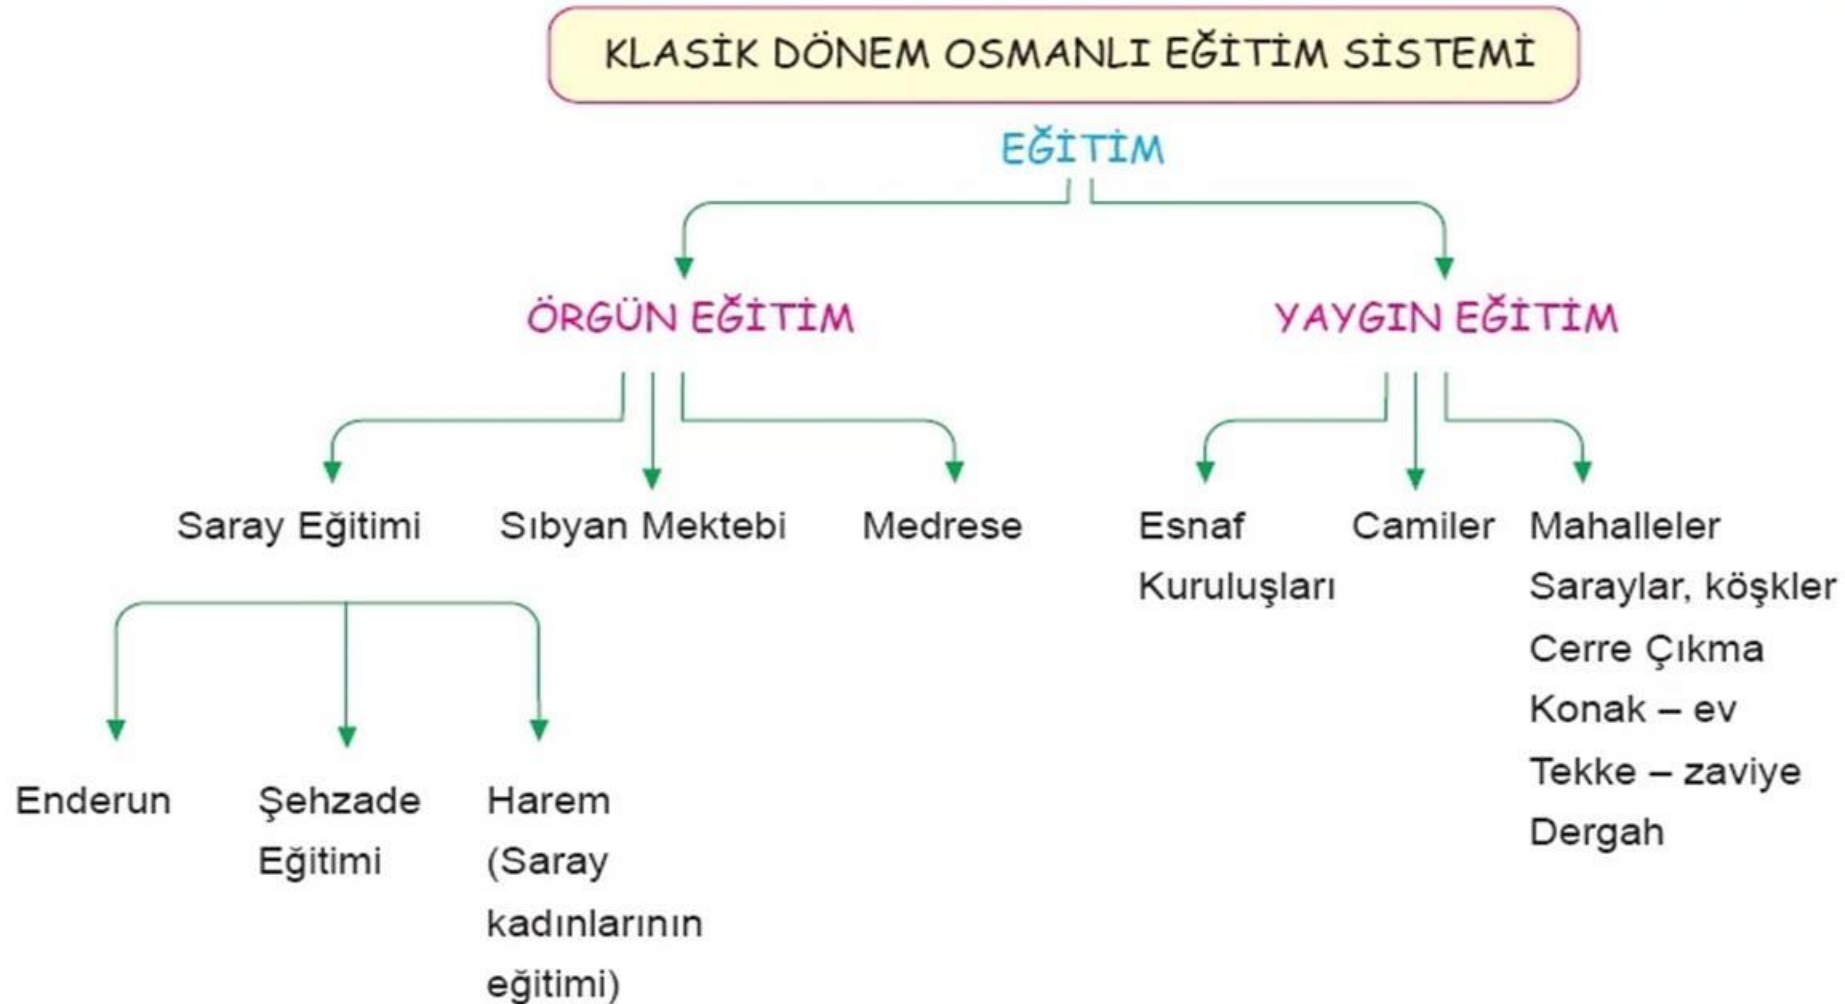 KLASİK DÖNEM OSMANLI EĞİTİM SİSTEMİ
EĞİTİM
ÖRGÜN EĞİTİM
YAYGIN EĞİTİM
Saray Eğitimi
Sıbyan Mektebi
Medrese
Esnaf
Kuruluşları
Camiler
Mahalleler
Saraylar, köşkler
Cerre Çıkma
Konak – ev
Tekke – zaviye
Dergah
Enderun
Şehzade
Eğitimi
Harem
(Saray
kadınlarının
eğitimi)